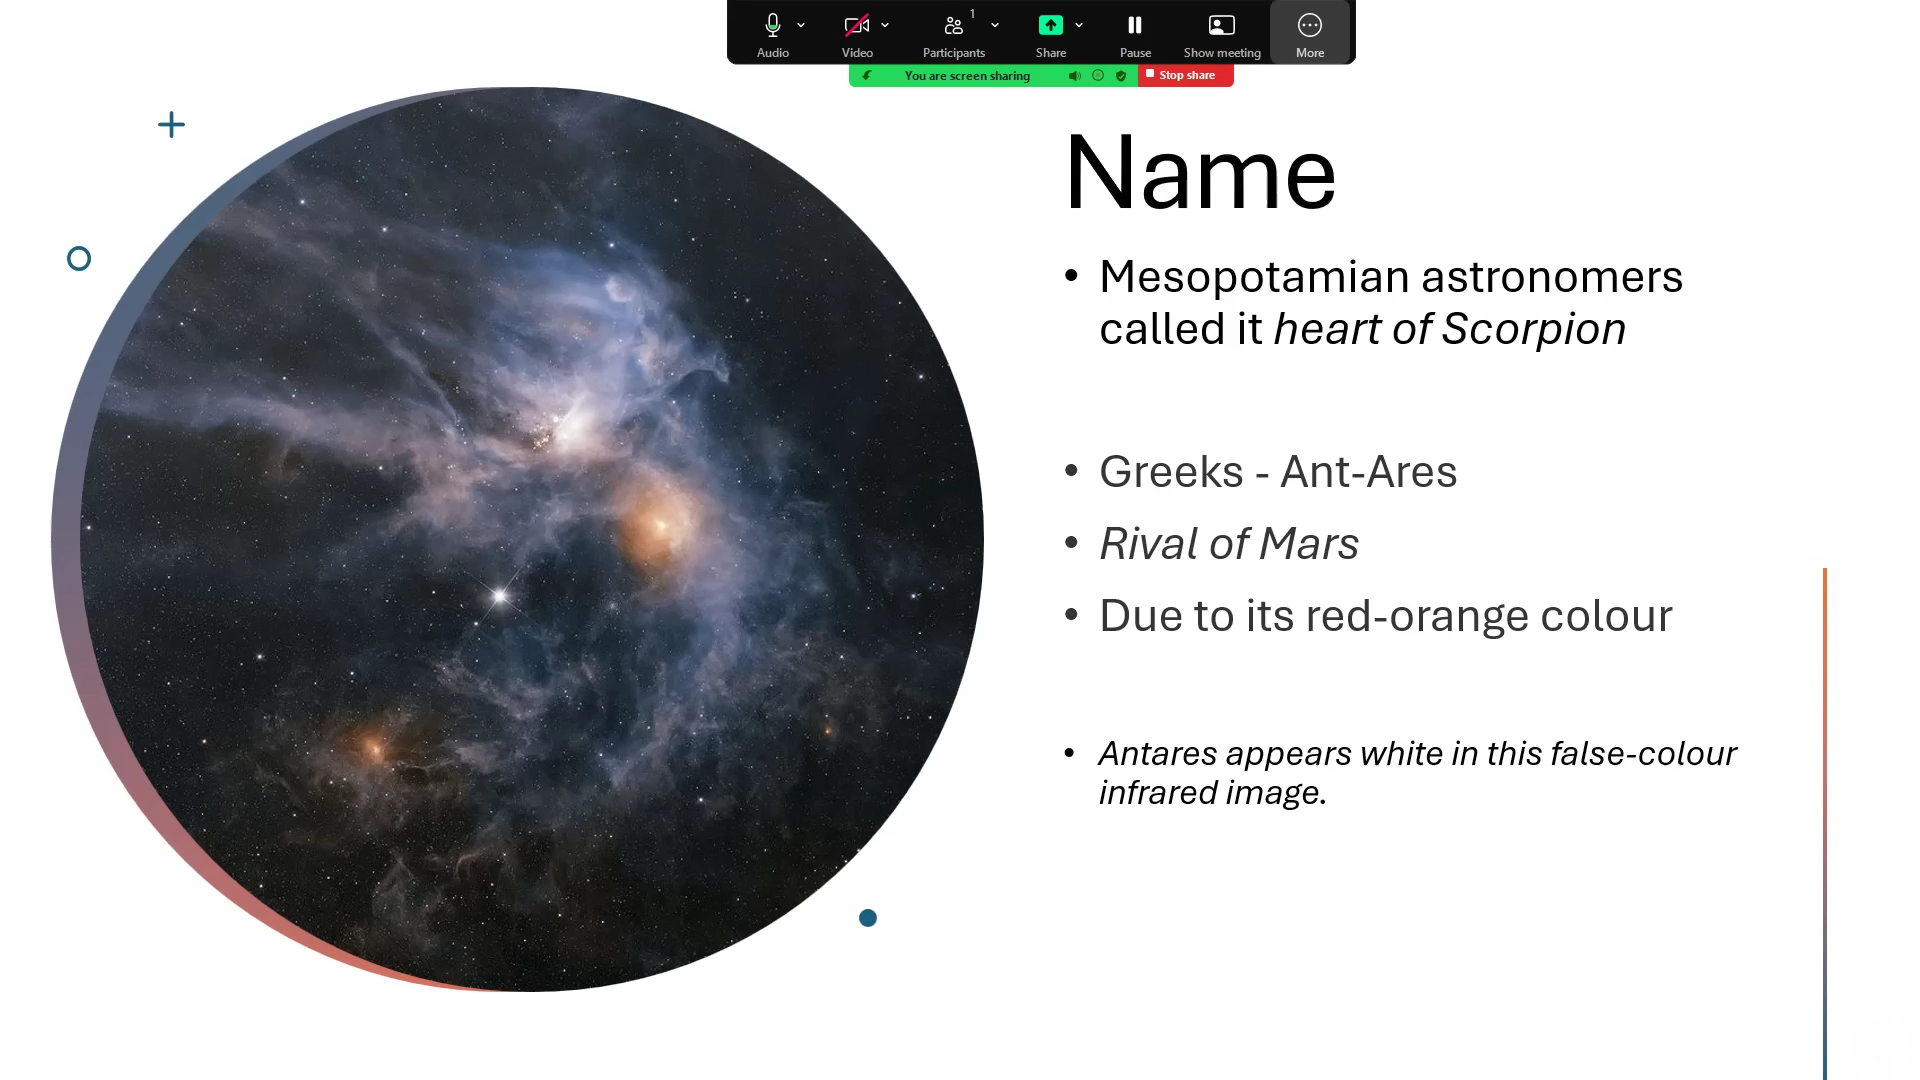 1
Audio
Video
Participants
Share
Pause
Show meeting
More
You are screen sharing
Stop share
Name
• Mesopotamian astronomers
called it heart of Scorpion
• Greeks - Ant-Ares
• Rival of Mars
• Due to its red-orange colour
• Antares appears white in this false-colour
infrared image.